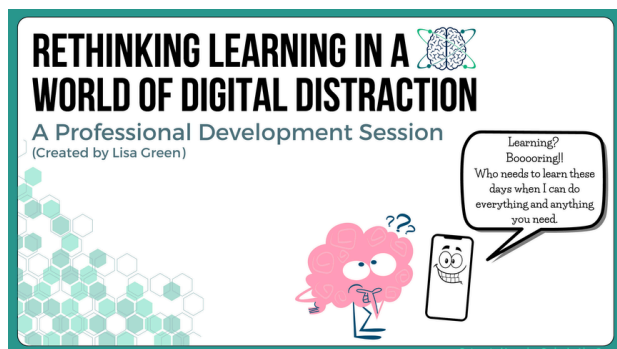 RETHINKING LEARNING IN A
WORLD OF DIGITAL DISTRACTION
A Professional Development Session
(Created by Lisa Green)
Learning?
Booooring!!
Who needs to learn these
days when I can do
everything and anything
you need.
???